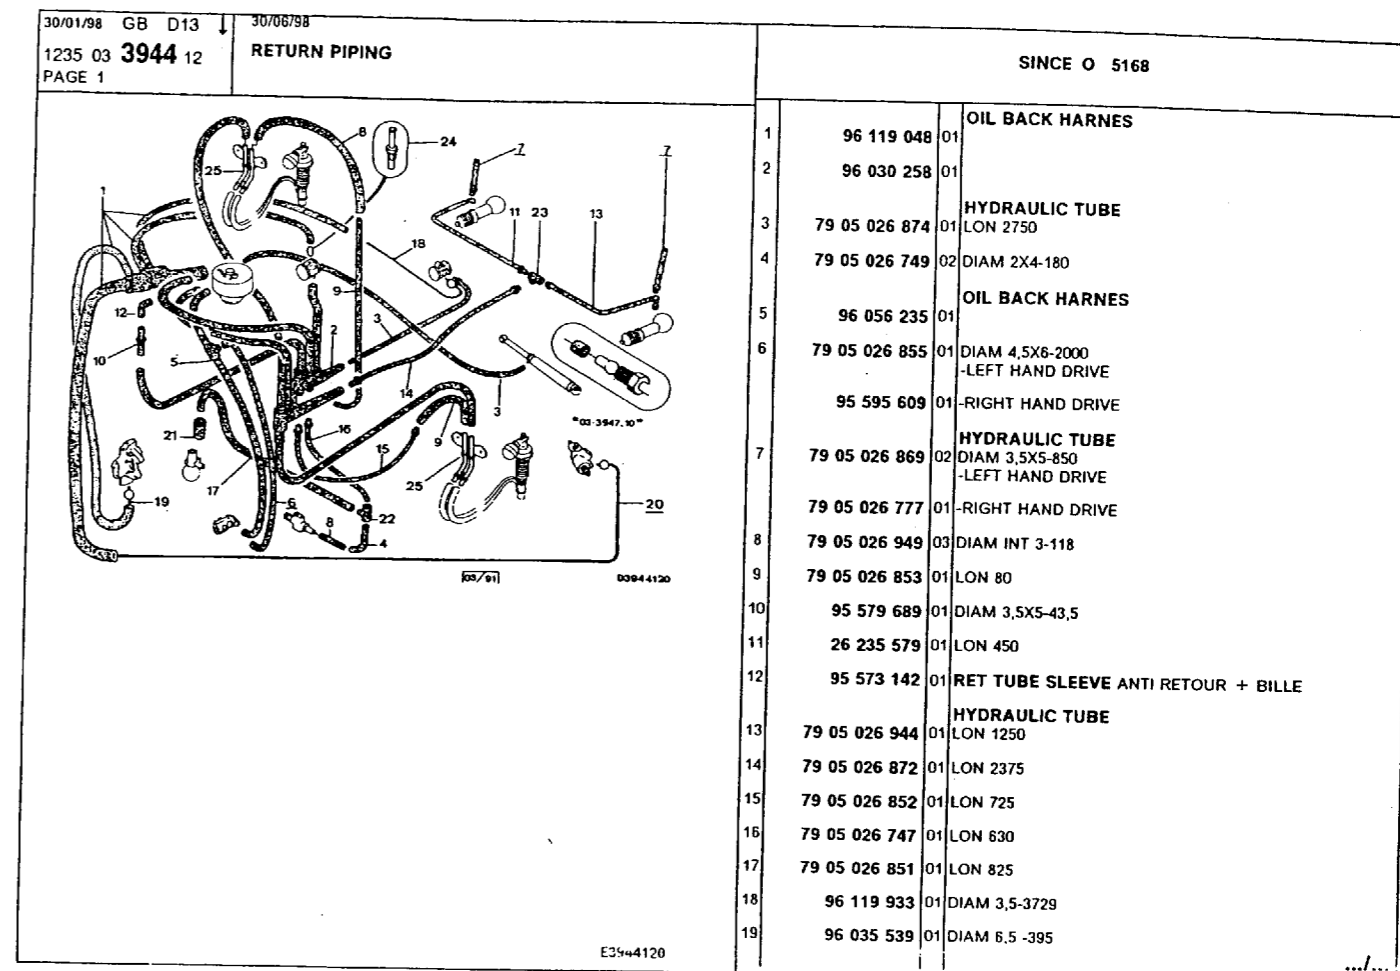 30/01/98 GB D13 ↓ 30/06/98
1235 03 3944 12 RETURN PIPING
PAGE 1
SINCE O 5168
8
24
7
7
25
1
11 23 13
18
9
12
3
2
10
5
14
3
"03-3947.10"
16
21
9
15
17
25
19
6
20
22
8
4
03/91 D3944120
E3944120
OIL BACK HARNES
1 96 119 048 01
2 96 030 258 01
HYDRAULIC TUBE
3 79 05 026 874 01 LON 2750
4 79 05 026 749 02 DIAM 2X4-180
OIL BACK HARNES
5 96 056 235 01
6 79 05 026 855 01 DIAM 4,5X6-2000
-LEFT HAND DRIVE
95 595 609 01 -RIGHT HAND DRIVE
HYDRAULIC TUBE
7 79 05 026 869 02 DIAM 3,5X5-850
-LEFT HAND DRIVE
79 05 026 777 01 -RIGHT HAND DRIVE
8 79 05 026 949 03 DIAM INT 3-118
9 79 05 026 853 01 LON 80
10 95 579 689 01 DIAM 3,5X5-43,5
11 26 235 579 01 LON 450
12 95 573 142 01 RET TUBE SLEEVE ANTI RETOUR + BILLE
HYDRAULIC TUBE
13 79 05 026 944 01 LON 1250
14 79 05 026 872 01 LON 2375
15 79 05 026 852 01 LON 725
16 79 05 026 747 01 LON 630
17 79 05 026 851 01 LON 825
18 96 119 933 01 DIAM 3,5-3729
19 96 035 539 01 DIAM 6,5 -395
.../...